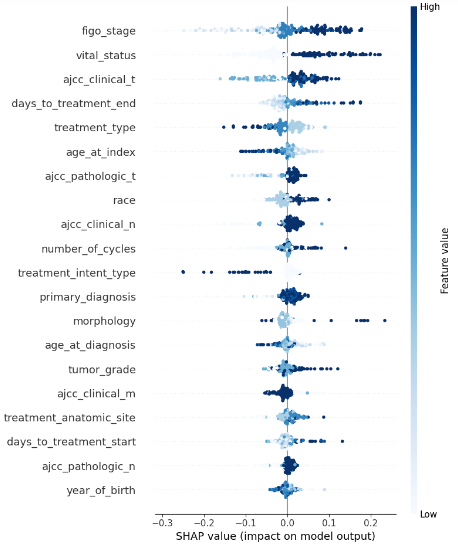 High
figo_stage
vital_status
ajcc_clinical_t
days_to_treatment_end
treatment_type
age_at_index
ajcc_pathologic_t
race
ajcc_clinical_n
number_of_cycles
treatment_intent_type
primary_diagnosis
morphology
age_at_diagnosis
tumor_grade
ajcc_clinical_m
treatment_anatomic_site
days_to_treatment_start
ajcc_pathologic_n
year_of_birth
Feature value
Low
−0.3 −0.2 −0.1 0.0 0.1 0.2
SHAP value (impact on model output)